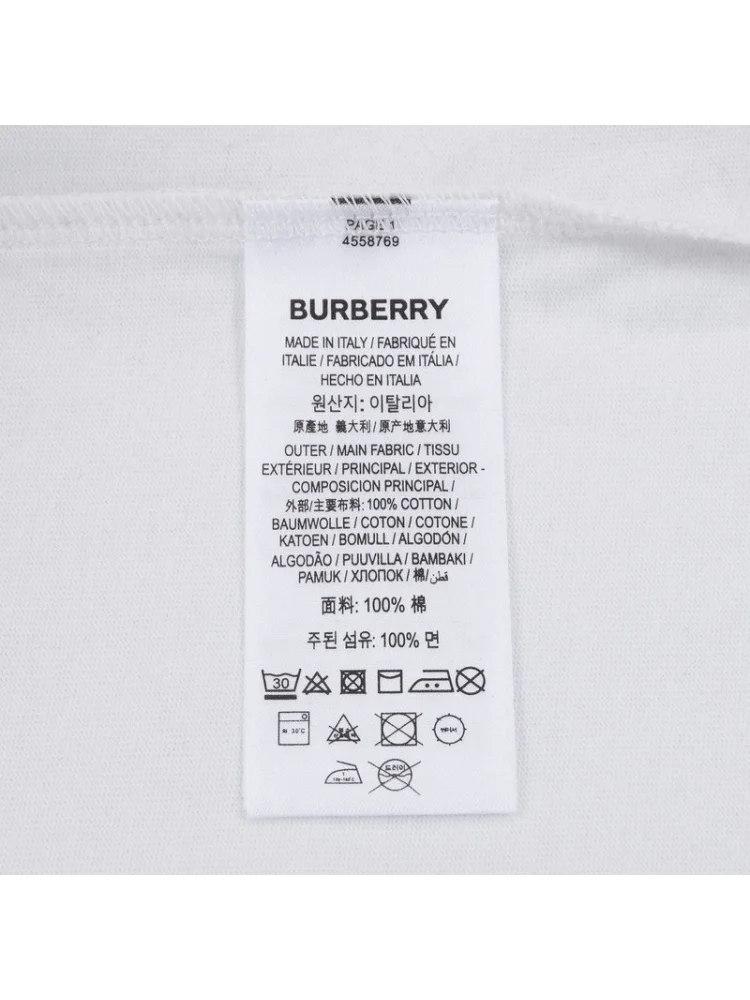 PAGE 1
4558769
BURBERRY
MADE IN ITALY / FABRIQUÉ EN
ITALIE / FABRICADO EM ITÁLIA /
HECHO EN ITALIA
원산지: 이탈리아
原產地 義大利 / 原产地意大利
OUTER / MAIN FABRIC / TISSU
EXTÉRIEUR / PRINCIPAL / EXTERIOR -
COMPOSICION PRINCIPAL /
外部/主要布料: 100% COTTON /
BAUMWOLLE / COTON / COTONE /
KATOEN / BOMULL / ALGODÓN /
ALGODÃO / PUUVILLA / BAMBAKI /
PAMUK / ХЛОПОК / 棉 / قطن/
面料: 100% 棉
주된 섬유: 100% 면
30
드라이
1